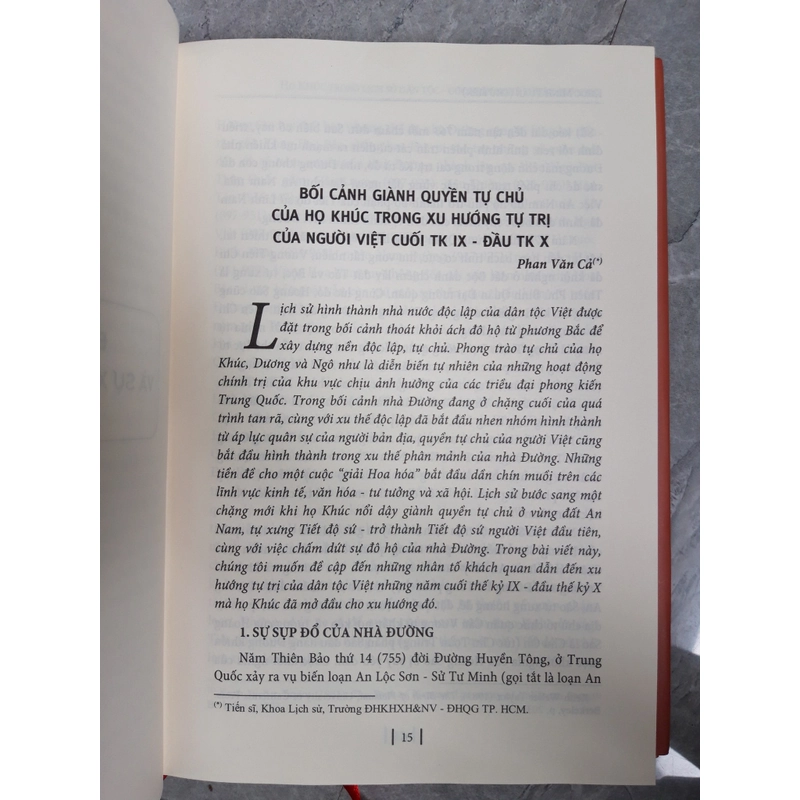 BỐI CẢNH GIÀNH QUYỀN TỰ CHỦ
CỦA HỌ KHÚC TRONG XU HƯỚNG TỰ TRỊ
CỦA NGƯỜI VIỆT CUỐI TK IX - ĐẦU TK X
Phan Văn Cả(*)
Lịch sử hình thành nhà nước độc lập của dân tộc Việt được
đặt trong bối cảnh thoát khỏi ách đô hộ từ phương Bắc để
xây dựng nền độc lập, tự chủ. Phong trào tự chủ của họ
Khúc, Dương và Ngô như là diễn biến tự nhiên của những hoạt động
chính trị của khu vực chịu ảnh hưởng của các triều đại phong kiến
Trung Quốc. Trong bối cảnh nhà Đường đang ở chặng cuối của quá
trình tan rã, cùng với xu thế độc lập đã bắt đầu nhen nhóm hình thành
từ áp lực quân sự của người bản địa, quyền tự chủ của người Việt cũng
bắt đầu hình thành trong xu thế phân mảnh của nhà Đường. Những
tiền đề cho một cuộc “giải Hoa hóa” bắt đầu dần chín muồi trên các
lĩnh vực kinh tế, văn hóa - tư tưởng và xã hội. Lịch sử bước sang một
chặng mới khi họ Khúc nổi dậy giành quyền tự chủ ở vùng đất An
Nam, tự xưng Tiết độ sứ - trở thành Tiết độ sứ người Việt đầu tiên,
cùng với việc chấm dứt sự đô hộ của nhà Đường. Trong bài viết này,
chúng tôi muốn đề cập đến những nhân tố khách quan dẫn đến xu
hướng tự trị của dân tộc Việt những năm cuối thế kỷ IX - đầu thế kỷ X
mà họ Khúc đã mở đầu cho xu hướng đó.
1. SỰ SỤP ĐỔ CỦA NHÀ ĐƯỜNG
Năm Thiên Bảo thứ 14 (755) đời Đường Huyền Tông, ở Trung
Quốc xảy ra vụ biến loạn An Lộc Sơn - Sử Tư Minh (gọi tắt là loạn An
(*) Tiến sĩ, Khoa Lịch sử, Trường ĐHKHXH&NV - ĐHQG TP. HCM.
| 15 |